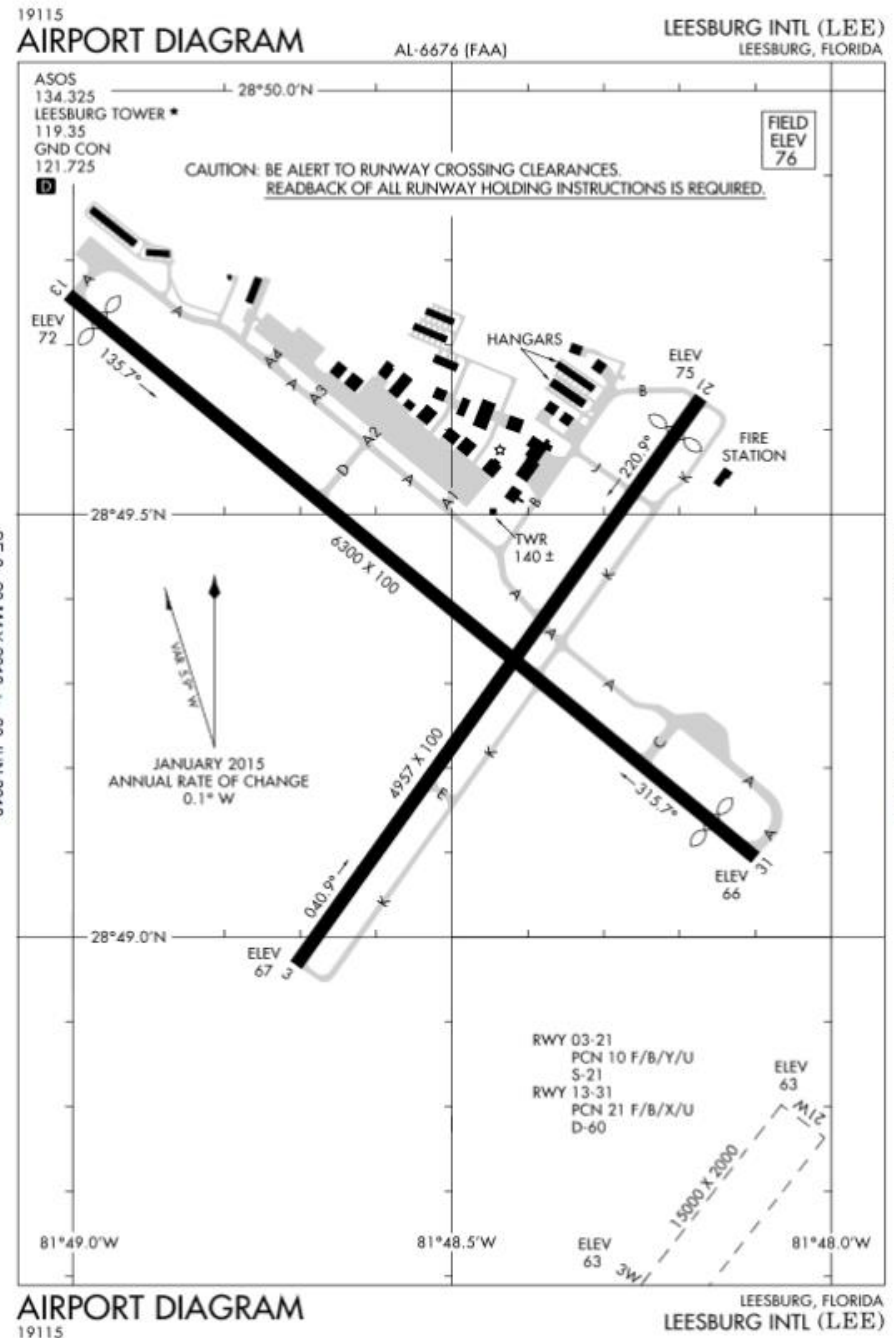 19115
AIRPORT DIAGRAM
AL-6676 (FAA)
LEESBURG INTL (LEE)
LEESBURG, FLORIDA
ASOS
134.325
LEESBURG TOWER ★
119.35
GND CON
121.725
D
28°50.0'N
FIELD
ELEV
76
CAUTION: BE ALERT TO RUNWAY CROSSING CLEARANCES.
READBACK OF ALL RUNWAY HOLDING INSTRUCTIONS IS REQUIRED.
13
A
ELEV
72
135.7°
A
A4
A
A3
A2
D
A
A1
HANGARS
ELEV
75
21
B
FIRE
STATION
220.9°
J
K
B
28°49.5'N
TWR
140 ±
6300 X 100
K
A
A
A
VAR 5.9° W
JANUARY 2015
ANNUAL RATE OF CHANGE
0.1° W
K
C
A
4957 X 100
E
315.7°
A
31
ELEV
66
040.9°
K
28°49.0'N
ELEV
67
3
RWY 03-21
PCN 10 F/B/Y/U
S-21
RWY 13-31
PCN 21 F/B/X/U
D-60
ELEV
63
21W
15000 X 2000
ELEV
63
3W
81°49.0'W
81°48.5'W
81°48.0'W
AIRPORT DIAGRAM
19115
LEESBURG, FLORIDA
LEESBURG INTL (LEE)